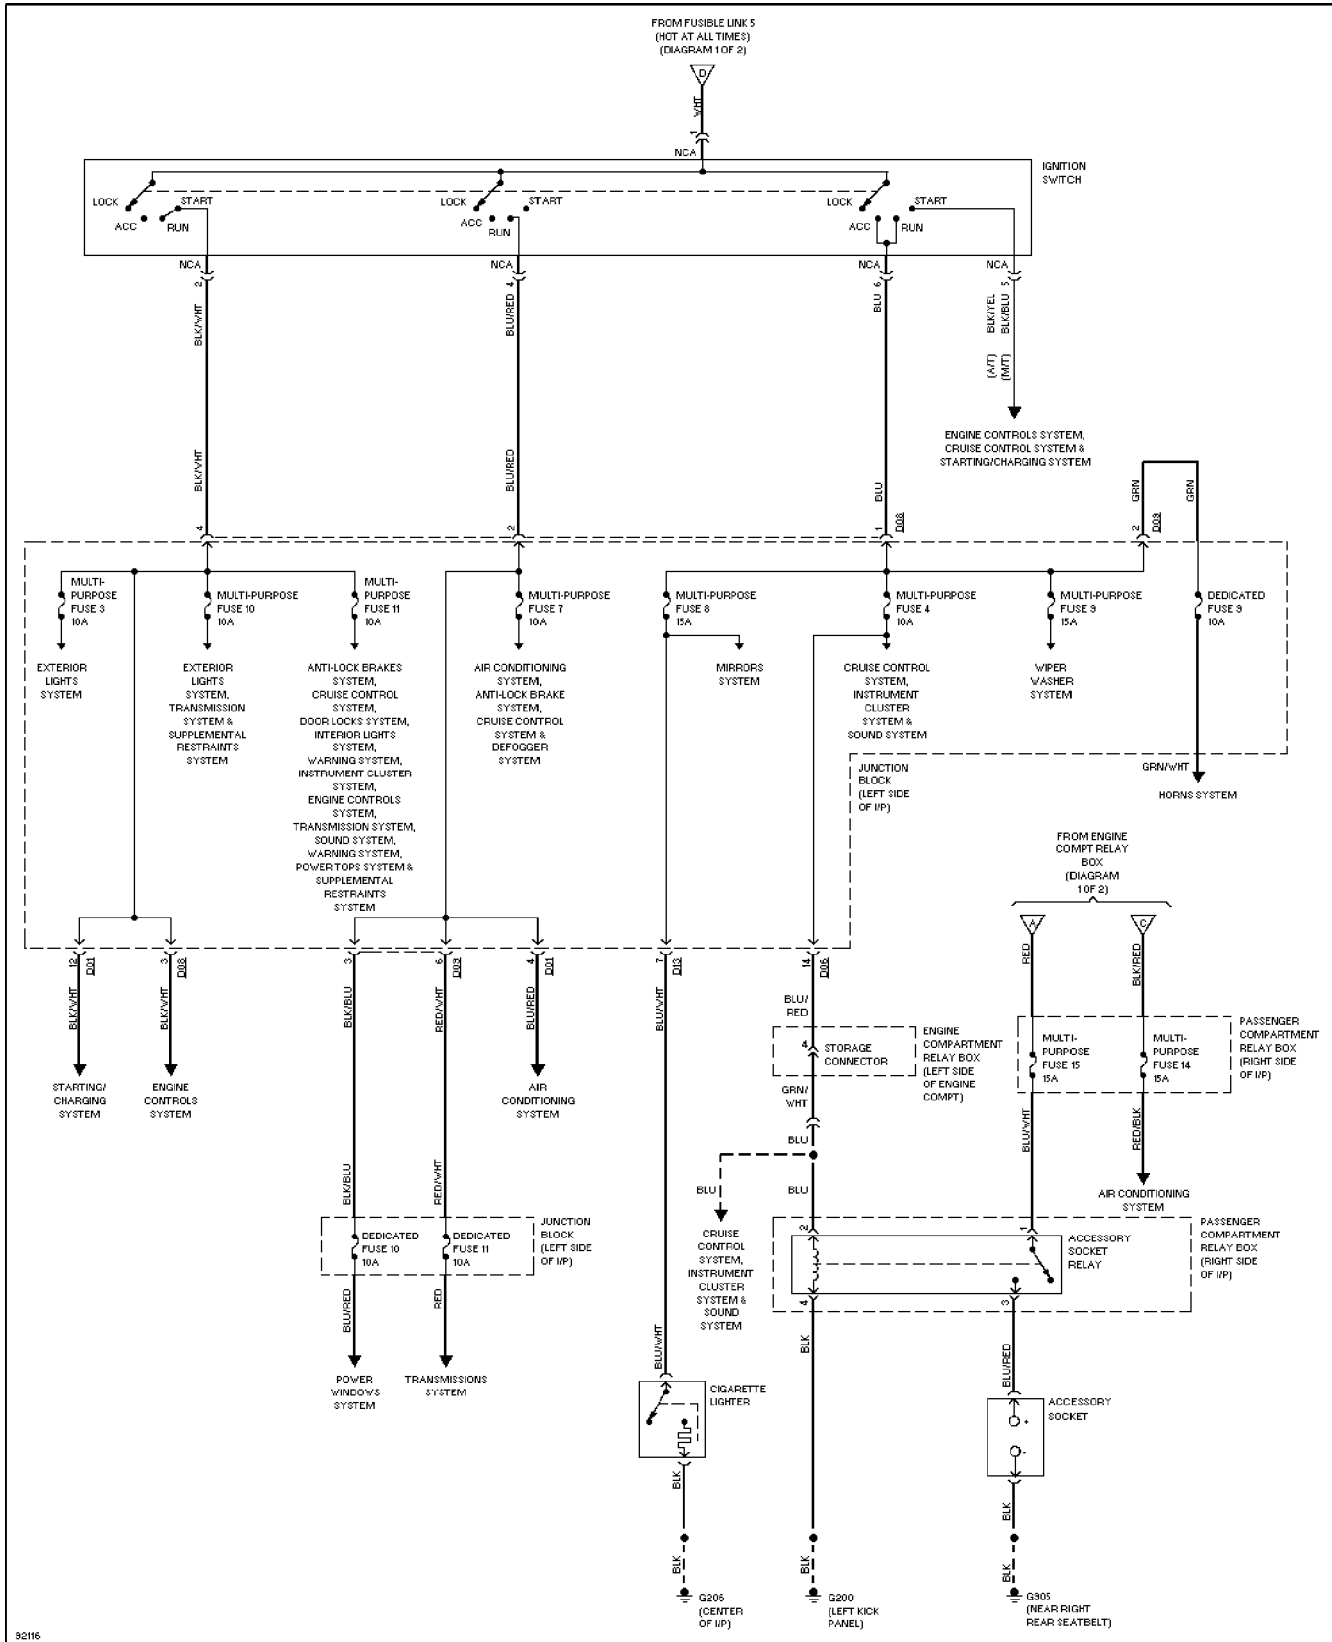 FROM FUSIBLE LINK 5
(HOT AT ALL TIMES)
(DIAGRAM 1 OF 2)
D
WHT
1
NCA
IGNITION
SWITCH
LOCK
START
ACC
RUN
LOCK
START
ACC
RUN
LOCK
START
ACC
RUN
NCA
NCA
NCA
NCA
2
4
6
5
BLK/WHT
BLU/RED
BLU
BLK/YEL
BLK/BLU
(A/T)
(M/T)
ENGINE CONTROLS SYSTEM,
CRUISE CONTROL SYSTEM &
STARTING/CHARGING SYSTEM
BLK/WHT
BLU/RED
BLU
GRN
GRN
4
2
1
D08
2
D09
MULTI-
PURPOSE
FUSE 3
10A
MULTI-PURPOSE
FUSE 10
10A
MULTI-
PURPOSE
FUSE 11
10A
MULTI-PURPOSE
FUSE 7
10A
MULTI-PURPOSE
FUSE 8
15A
MULTI-PURPOSE
FUSE 4
10A
MULTI-PURPOSE
FUSE 9
15A
DEDICATED
FUSE 9
10A
EXTERIOR
LIGHTS
SYSTEM
EXTERIOR
LIGHTS
SYSTEM,
TRANSMISSION
SYSTEM &
SUPPLEMENTAL
RESTRAINTS
SYSTEM
ANTI-LOCK BRAKES
SYSTEM,
CRUISE CONTROL
SYSTEM,
DOOR LOCKS SYSTEM,
INTERIOR LIGHTS
SYSTEM,
WARNING SYSTEM,
INSTRUMENT CLUSTER
SYSTEM,
ENGINE CONTROLS
SYSTEM,
TRANSMISSION SYSTEM,
SOUND SYSTEM,
WARNING SYSTEM,
POWER TOPS SYSTEM &
SUPPLEMENTAL
RESTRAINTS
SYSTEM
AIR CONDITIONING
SYSTEM,
ANTI-LOCK BRAKE
SYSTEM,
CRUISE CONTROL
SYSTEM &
DEFOGGER
SYSTEM
MIRRORS
SYSTEM
CRUISE CONTROL
SYSTEM,
INSTRUMENT
CLUSTER
SYSTEM &
SOUND SYSTEM
WIPER
WASHER
SYSTEM
JUNCTION
BLOCK
(LEFT SIDE
OF I/P)
GRN/WHT
HORNS SYSTEM
FROM ENGINE
COMPT RELAY
BOX
(DIAGRAM
1 OF 2)
A
C
12
D01
3
D08
3
6
D09
4
D01
7
D13
14
D06
RED
BLK/RED
BLK/WHT
BLK/WHT
BLK/BLU
RED/WHT
BLU/RED
BLU/WHT
BLU/
RED
4
STORAGE
CONNECTOR
ENGINE
COMPARTMENT
RELAY BOX
(LEFT SIDE
OF ENGINE
COMPT)
MULTI-
PURPOSE
FUSE 15
15A
MULTI-
PURPOSE
FUSE 14
15A
PASSENGER
COMPARTMENT
RELAY BOX
(RIGHT SIDE
OF I/P)
STARTING/
CHARGING
SYSTEM
ENGINE
CONTROLS
SYSTEM
AIR
CONDITIONING
SYSTEM
GRN/
WHT
BLU
BLU/WHT
RED/BLK
BLK/BLU
RED/WHT
BLU
BLU
AIR CONDITIONING
SYSTEM
DEDICATED
FUSE 10
10A
DEDICATED
FUSE 11
10A
JUNCTION
BLOCK
(LEFT SIDE
OF I/P)
CRUISE
CONTROL
SYSTEM,
INSTRUMENT
CLUSTER
SYSTEM &
SOUND
SYSTEM
2
1
ACCESSORY
SOCKET
RELAY
PASSENGER
COMPARTMENT
RELAY BOX
(RIGHT SIDE
OF I/P)
4
3
BLU/RED
RED
BLU/WHT
BLK
BLU/RED
POWER
WINDOWS
SYSTEM
TRANSMISSIONS
SYSTEM
CIGARETTE
LIGHTER
ACCESSORY
SOCKET
+
-
BLK
BLK
BLK
BLK
BLK
G206
(CENTER
OF I/P)
G200
(LEFT KICK
PANEL)
G905
(NEAR RIGHT
REAR SEATBELT)
92116